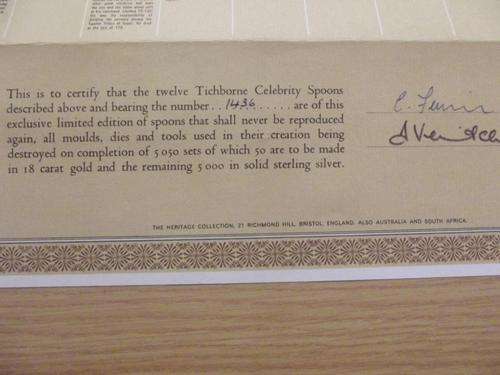 This is to certify that the twelve Tichborne Celebrity Spoons
described above and bearing the number . . 1436 . . . . . are of this
exclusive limited edition of spoons that shall never be reproduced
again, all moulds, dies and tools used in their creation being
destroyed on completion of 5050 sets of which 50 are to be made
in 18 carat gold and the remaining 5000 in solid sterling silver.
THE HERITAGE COLLECTION, 21 RICHMOND HILL, BRISTOL, ENGLAND. ALSO AUSTRALIA AND SOUTH AFRICA.